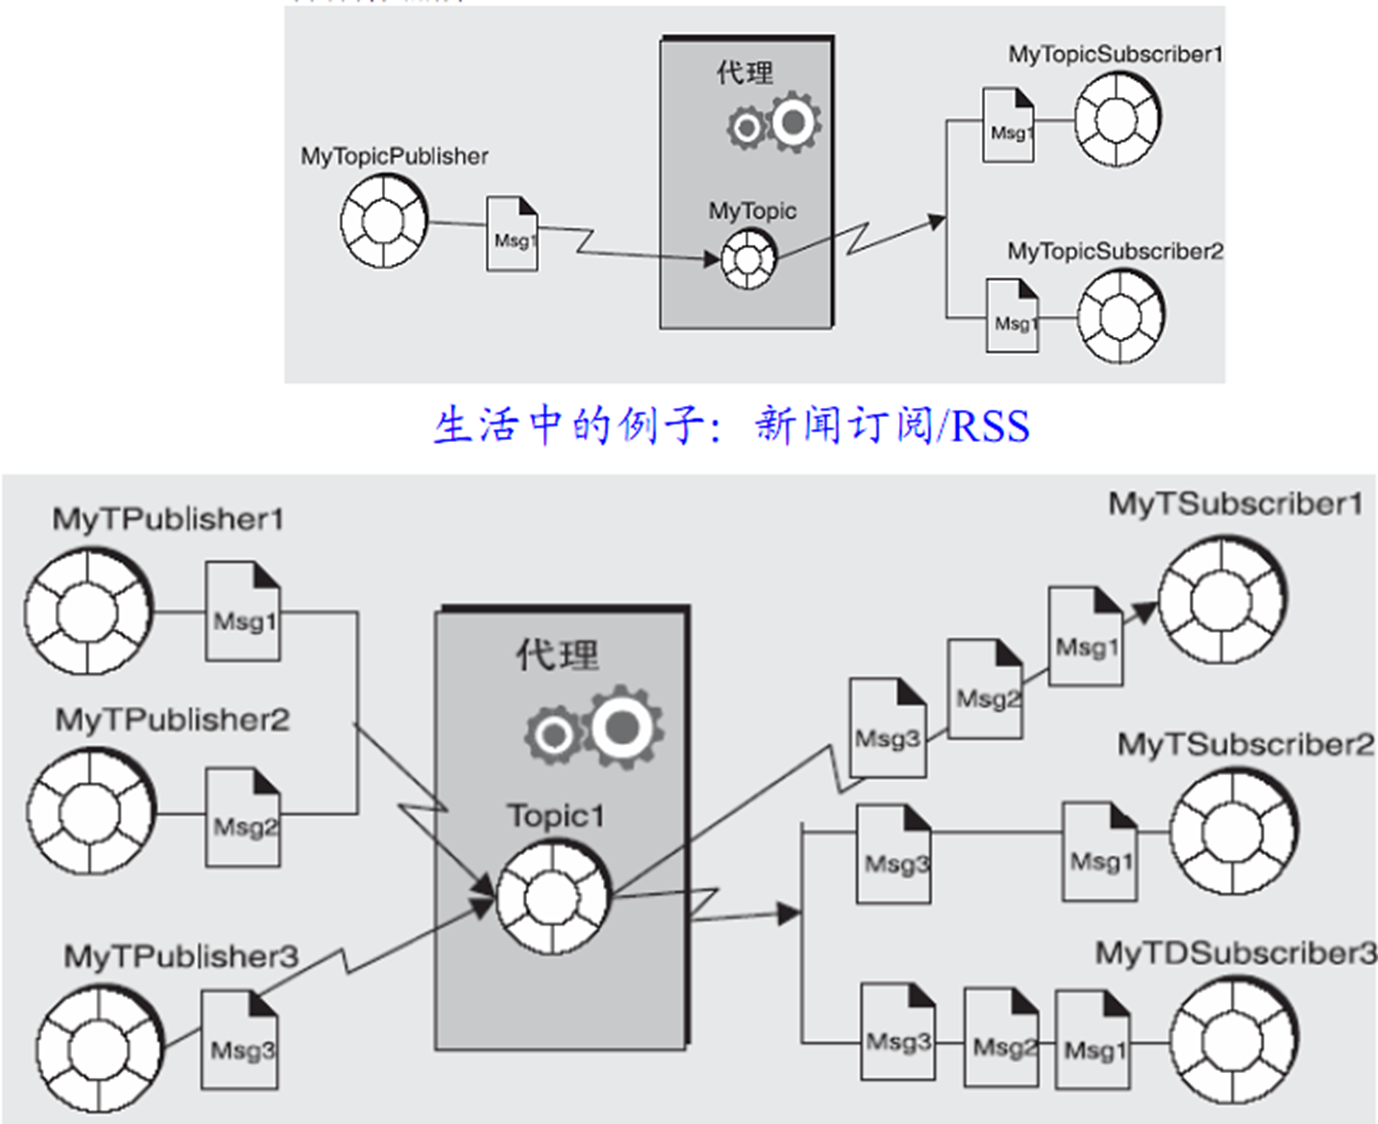 代理
MyTopicSubscriber1
Msg1
MyTopicPublisher
Msg1
MyTopic
MyTopicSubscriber2
Msg1
生活中的例子：新闻订阅/RSS
MyTPublisher1
Msg1
MyTPublisher2
Msg2
MyTPublisher3
Msg3
代理
Topic1
MyTSubscriber1
Msg3
Msg2
Msg1
MyTSubscriber2
Msg3
Msg1
MyTDSubscriber3
Msg3
Msg2
Msg1